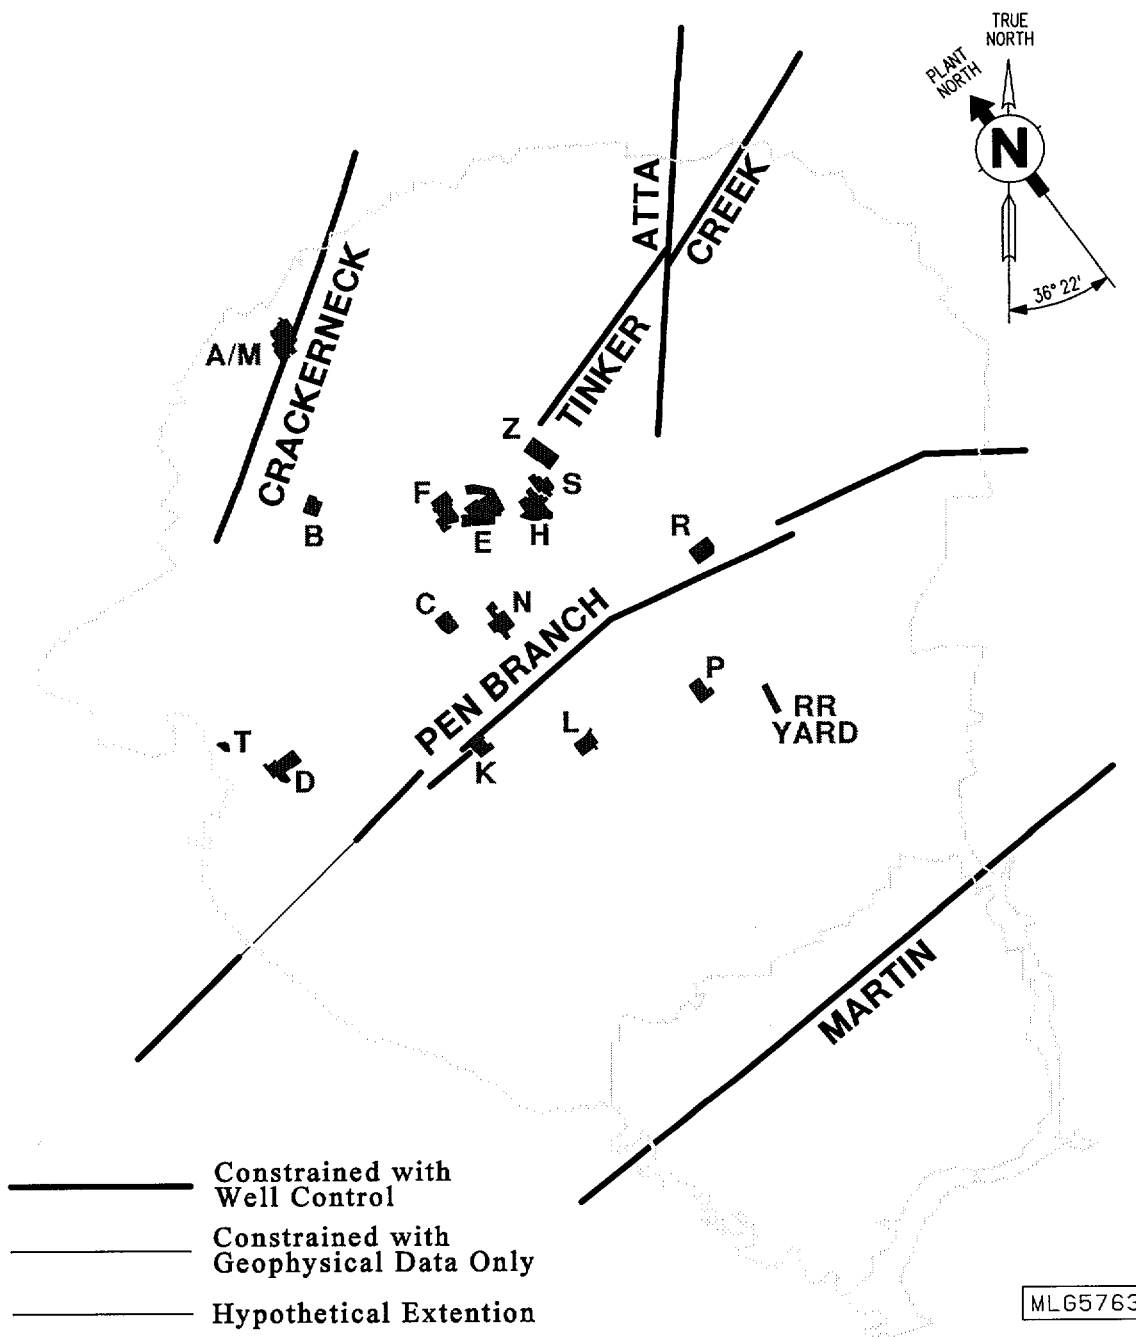 TRUE
NORTH
PLANT
NORTH
N
36° 22'
ATTA
CREEK
TINKER
CRACKERNECK
A/M
Z
S
F
E
H
B
R
C
N
PEN BRANCH
P
RR
YARD
L
K
T
D
MARTIN
Constrained with
Well Control
Constrained with
Geophysical Data Only
Hypothetical Extention
MLG5763